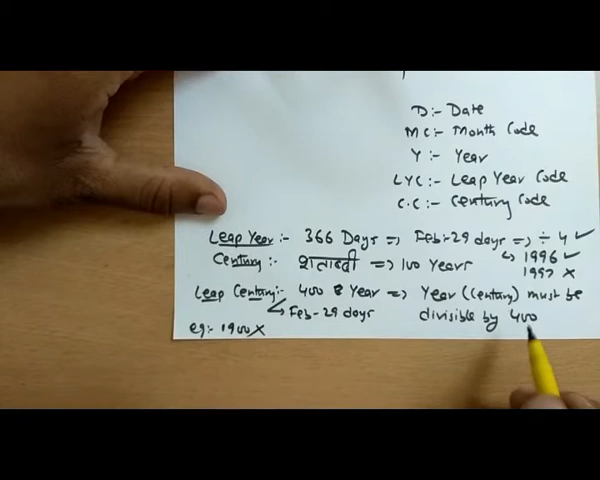 D:- Date
MC:- Month Code
Y:- Year
LYC:- Leap Year Code
C.C:- Century Code
Leap Year:- 366 Days => Feb:-29 days => ÷ 4 ✓
Century:- शताब्दी => 100 Years ↳ 1996 ✓
1997 ×
Leap Century:- 400 Year => Year (Century) must be
Feb-29 days divisible by 400
eg:- 1900 ×